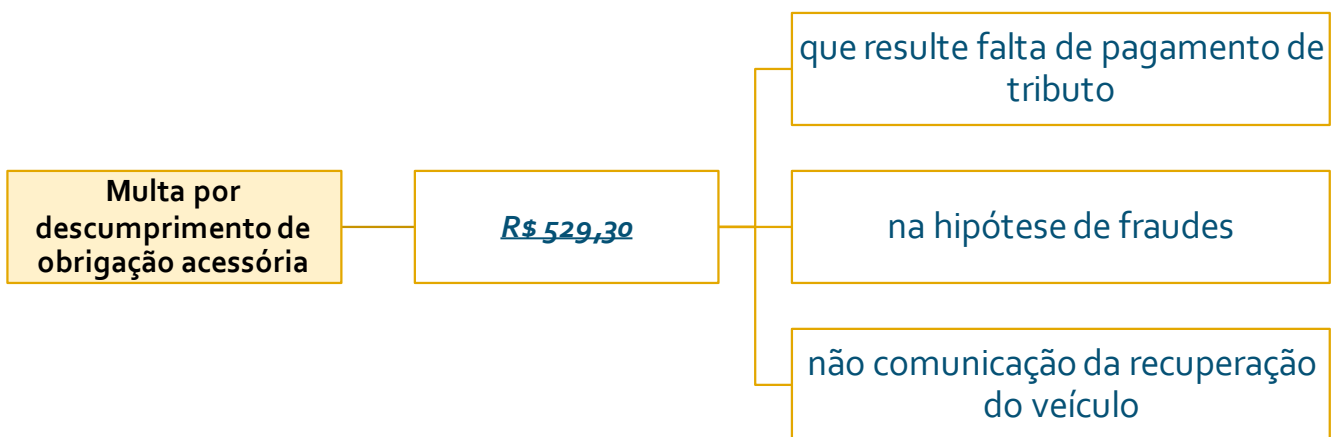 Multa por
descumprimento de
obrigação acessória
R$ 529,30
que resulte falta de pagamento de
tributo
na hipótese de fraudes
não comunicação da recuperação
do veículo